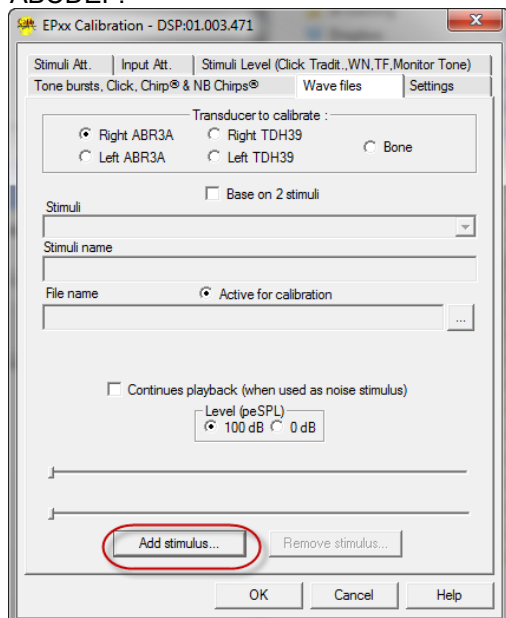 EPxx Calibration - DSP:01.003.471
Stimuli Att. Input Att. Stimuli Level (Click Tradit.,WN,TF,Monitor Tone)
Tone bursts, Click, Chirp® & NB Chirps® Wave files Settings
Transducer to calibrate :
Right ABR3A Right TDH39
Bone
Left ABR3A Left TDH39
Base on 2 stimuli
Stimuli
Stimuli name
File name Active for calibration
...
Continues playback (when used as noise stimulus)
Level (peSPL)
100 dB 0 dB
Add stimulus... Remove stimulus...
OK Cancel Help